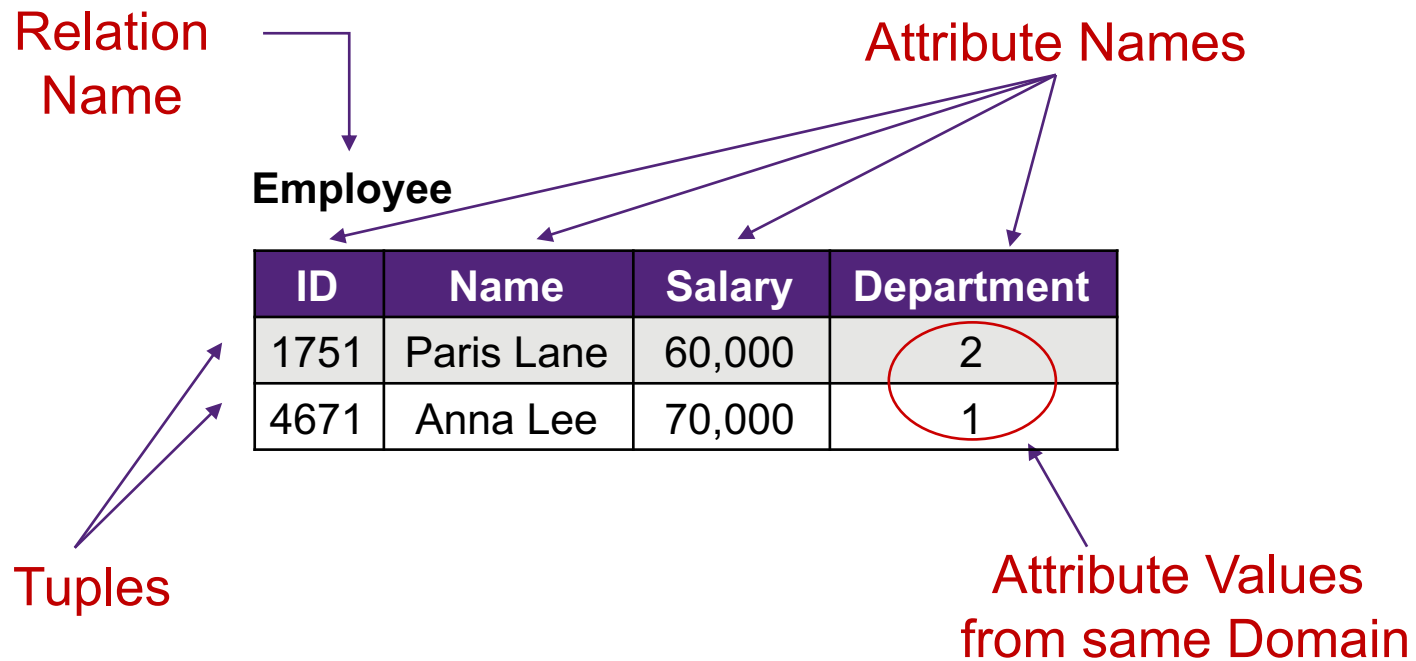 Relation
Name
Attribute Names
Employee
ID Name Salary Department
1751 Paris Lane 60,000 2
4671 Anna Lee 70,000 1
Tuples
Attribute Values
from same Domain